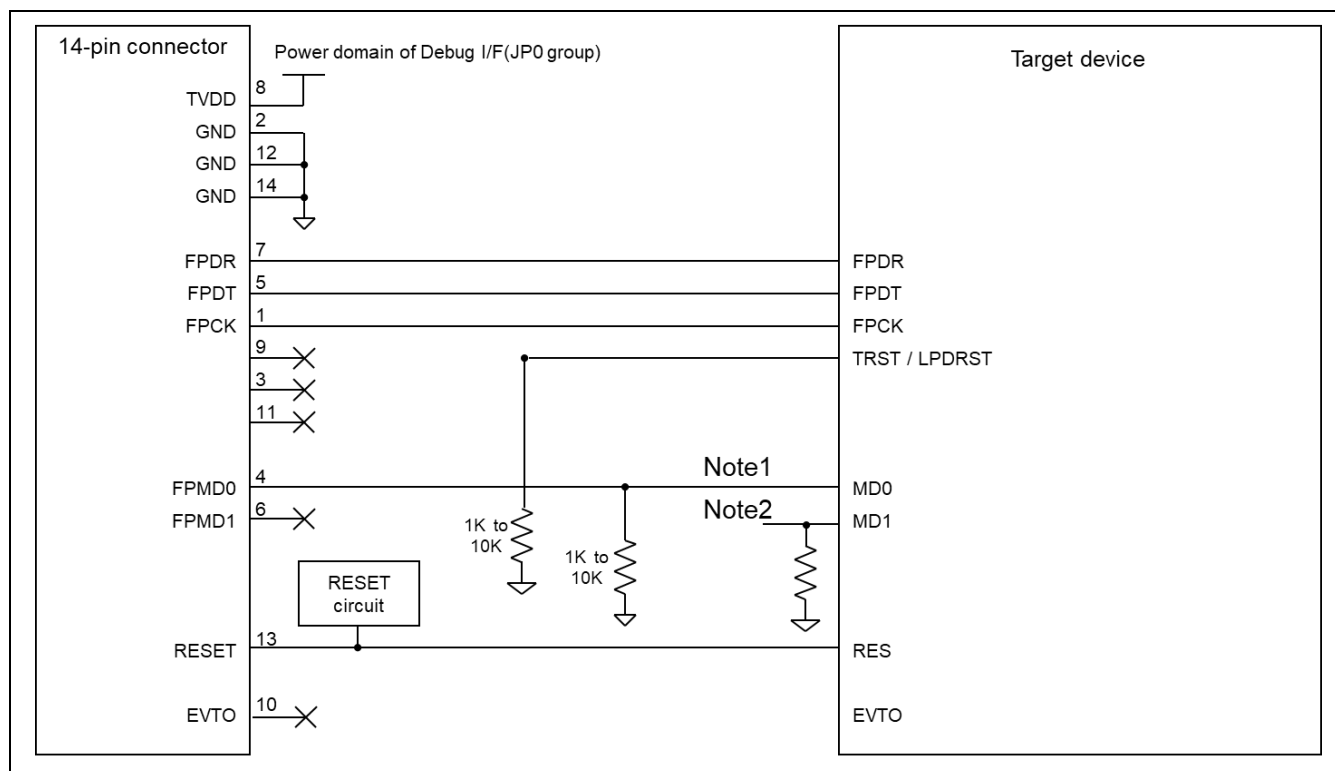 14-pin connector
Power domain of Debug I/F(JP0 group)
Target device
8
TVDD
2
GND
12
GND
14
GND
7
FPDR
FPDR
5
FPDT
FPDT
1
FPCK
FPCK
9
TRST / LPDRST
3
11
Note1
4
FPMD0
MD0
Note2
6
FPMD1
MD1
1K to
10K
1K to
10K
RESET
circuit
13
RESET
RES
10
EVTO
EVTO